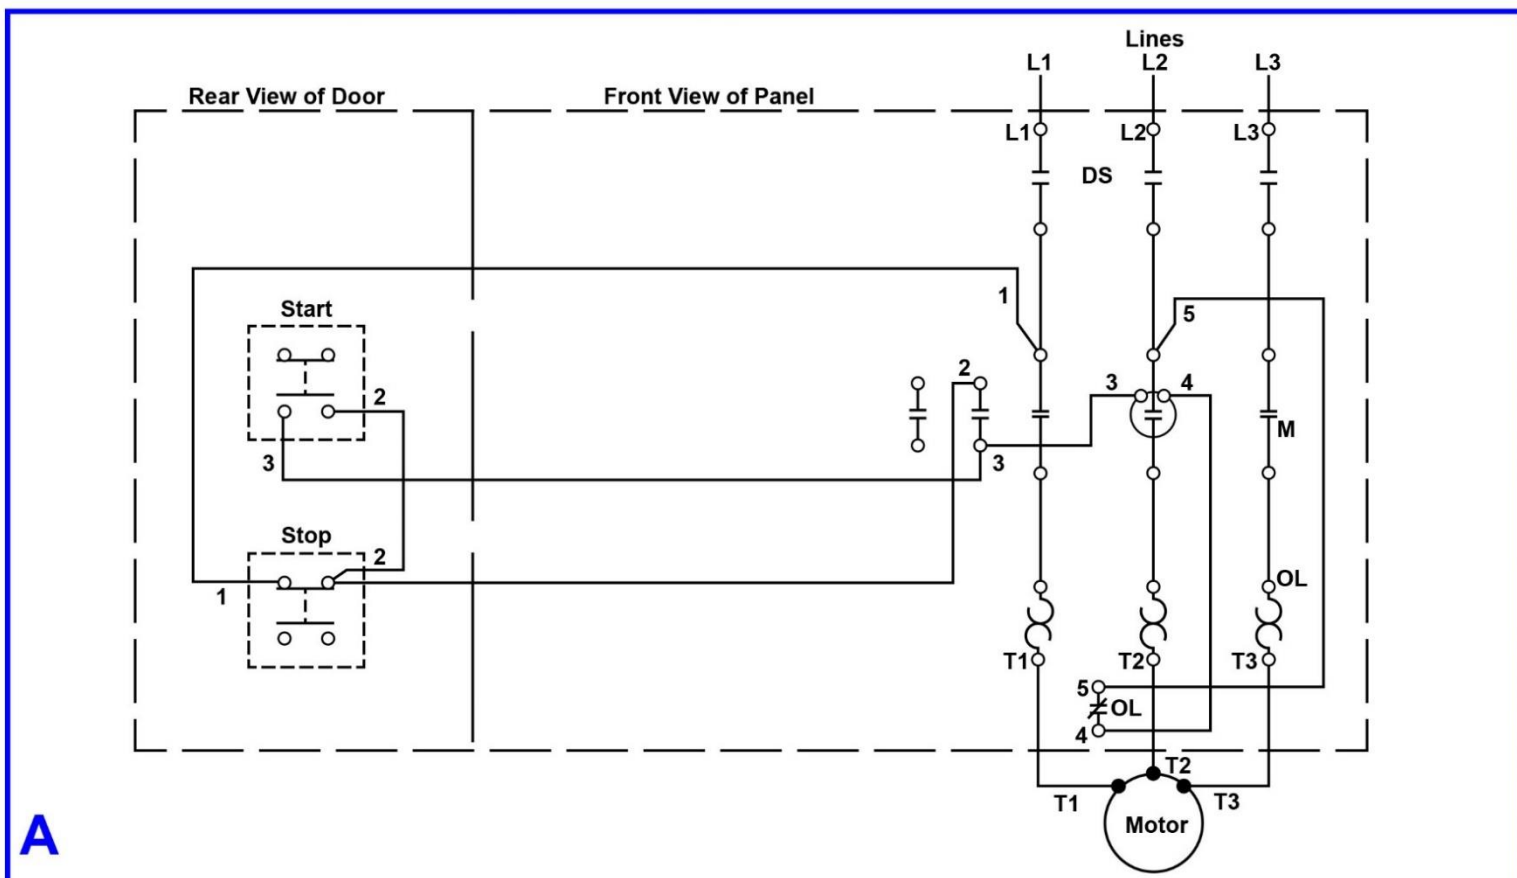 Lines
L1 L2 L3
Rear View of Door Front View of Panel
L1 L2 L3
DS
1 5
Start
2 3 4
2
M
3 3
Stop
2
OL
1
T1 T2 T3
5
OL
4
T2
T1 T3
Motor
A